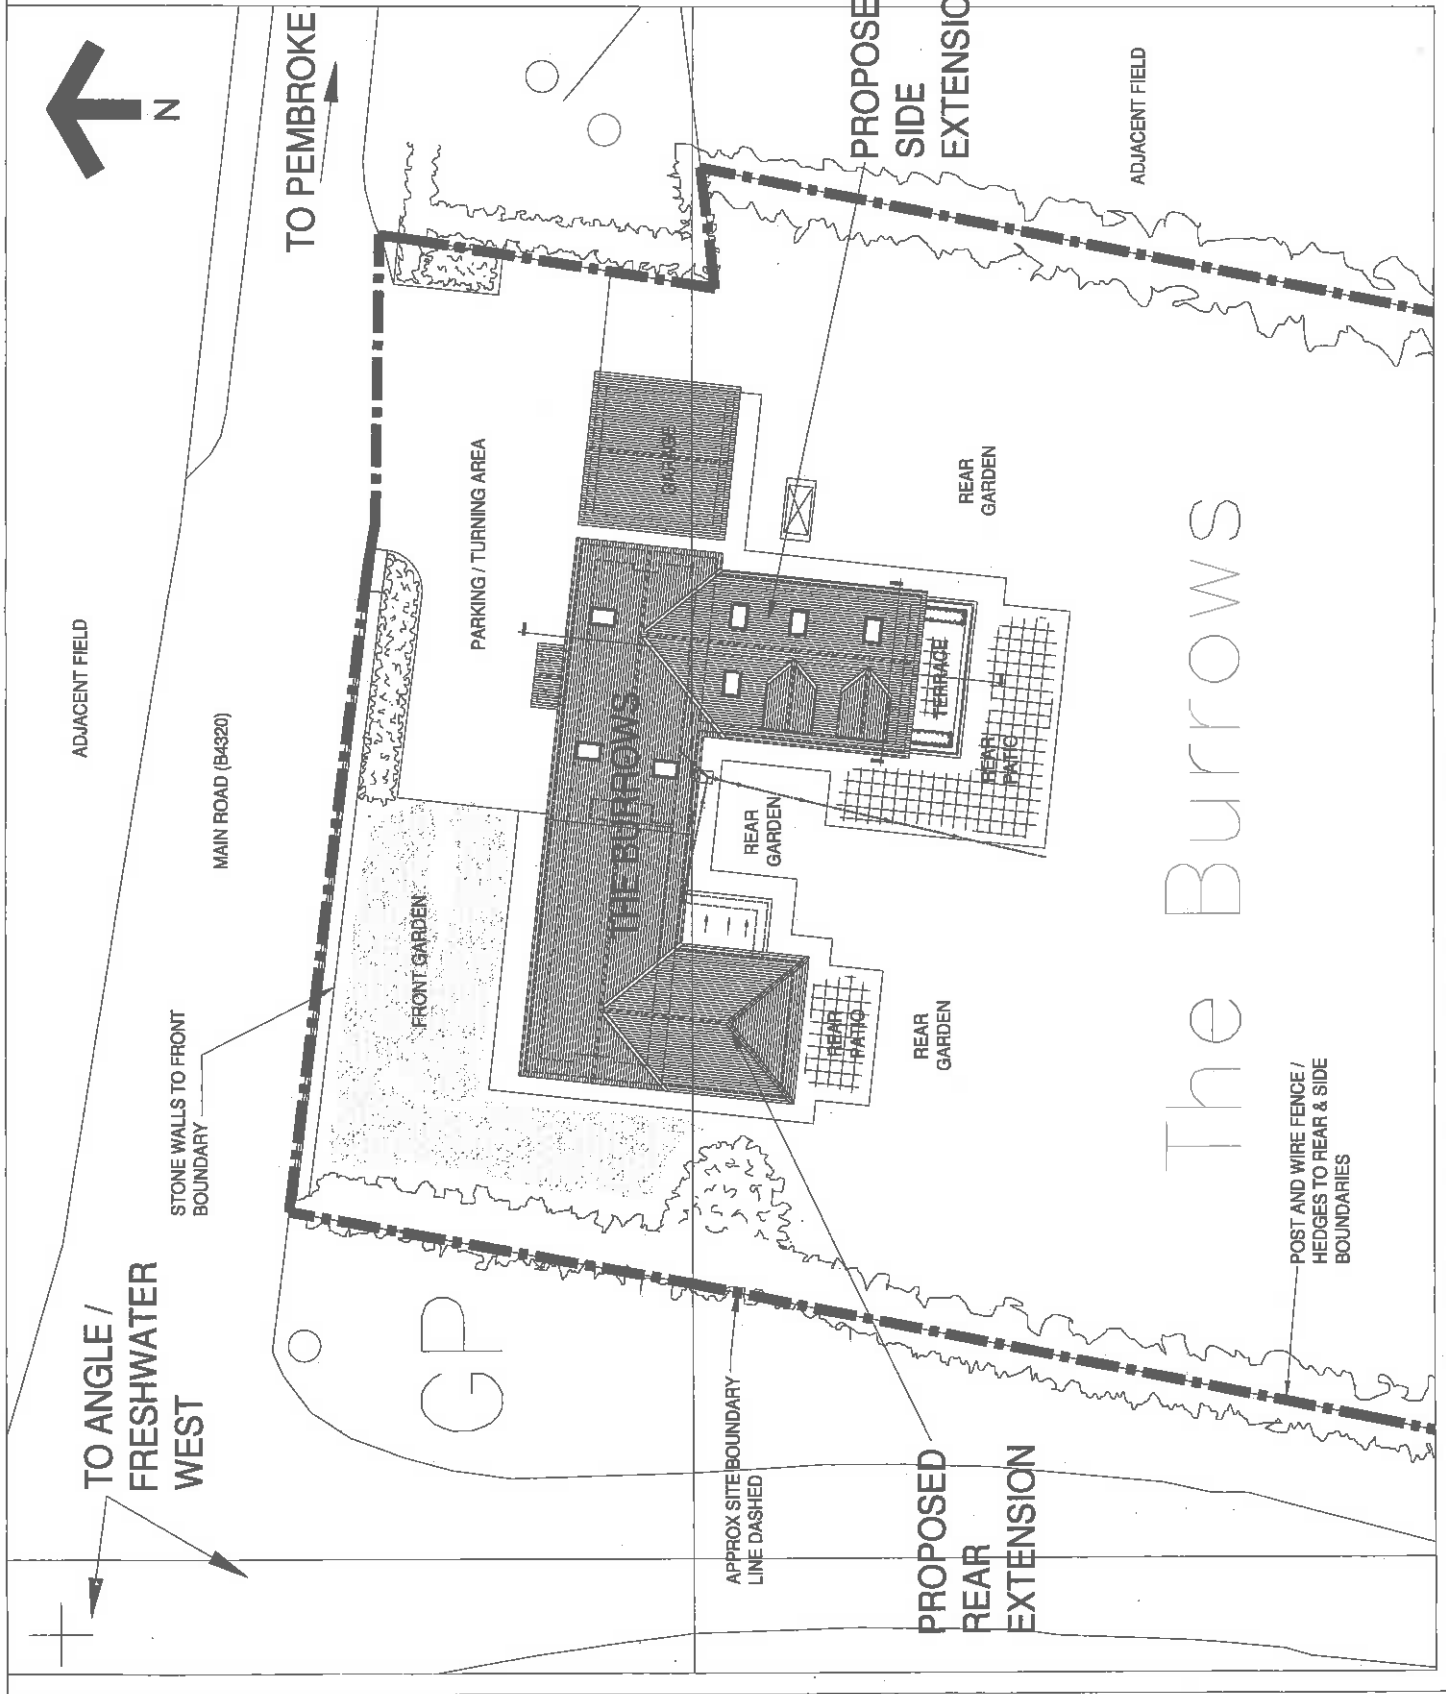 N
TO PEMBROKE
PROPOSE
SIDE
EXTENSIO
ADJACENT FIELD
ADJACENT FIELD
MAIN ROAD (B4320)
PARKING / TURNING AREA
GARAGE
REAR
GARDEN
STONE WALLS TO FRONT
BOUNDARY
FRONT GARDEN
THE BURROWS
REAR
GARDEN
TERRACE
REAR
PATIO
REAR
PATIO
REAR
GARDEN
The Burrows
TO ANGLE /
FRESHWATER
WEST
GP
APPROX SITE BOUNDARY
LINE DASHED
PROPOSED
REAR
EXTENSION
POST AND WIRE FENCE /
HEDGES TO REAR & SIDE
BOUNDARIES